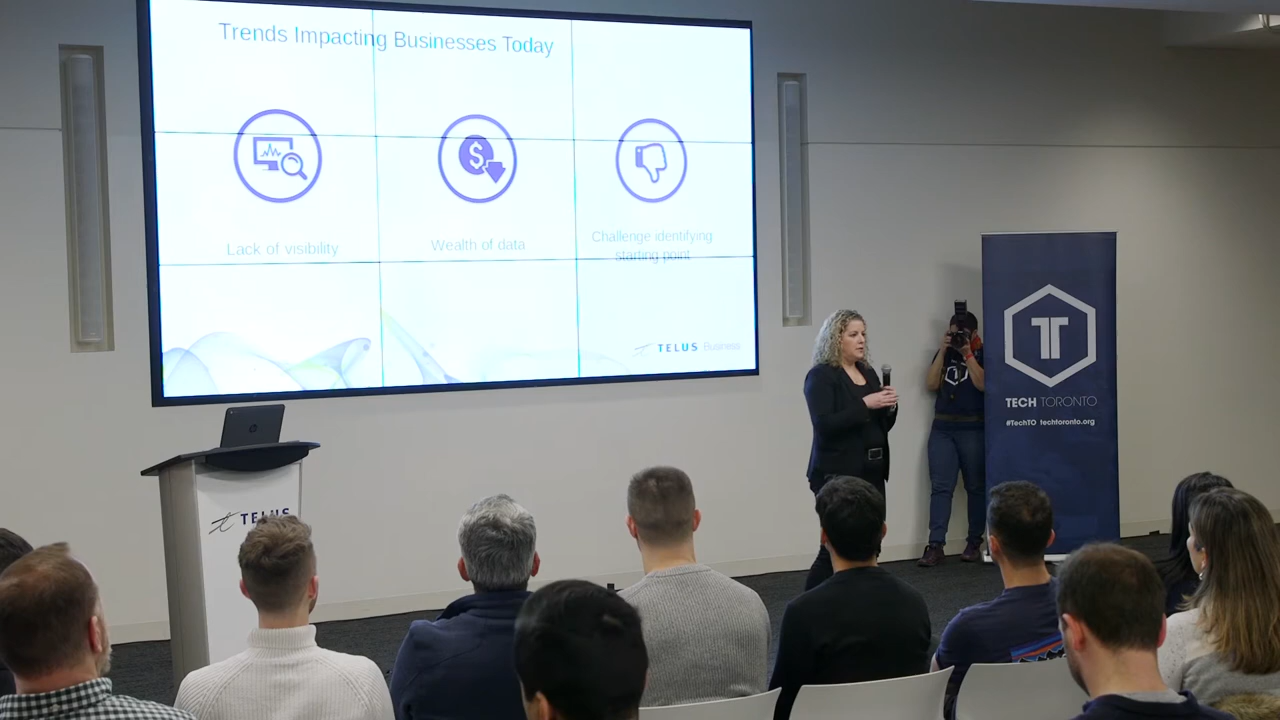 Trends Impacting Businesses Today
$
Lack of visibility
Wealth of data
Challenge identifying
starting point
TELUS Business
TELUS
TECH TORONTO
#TechTO techtoronto.org